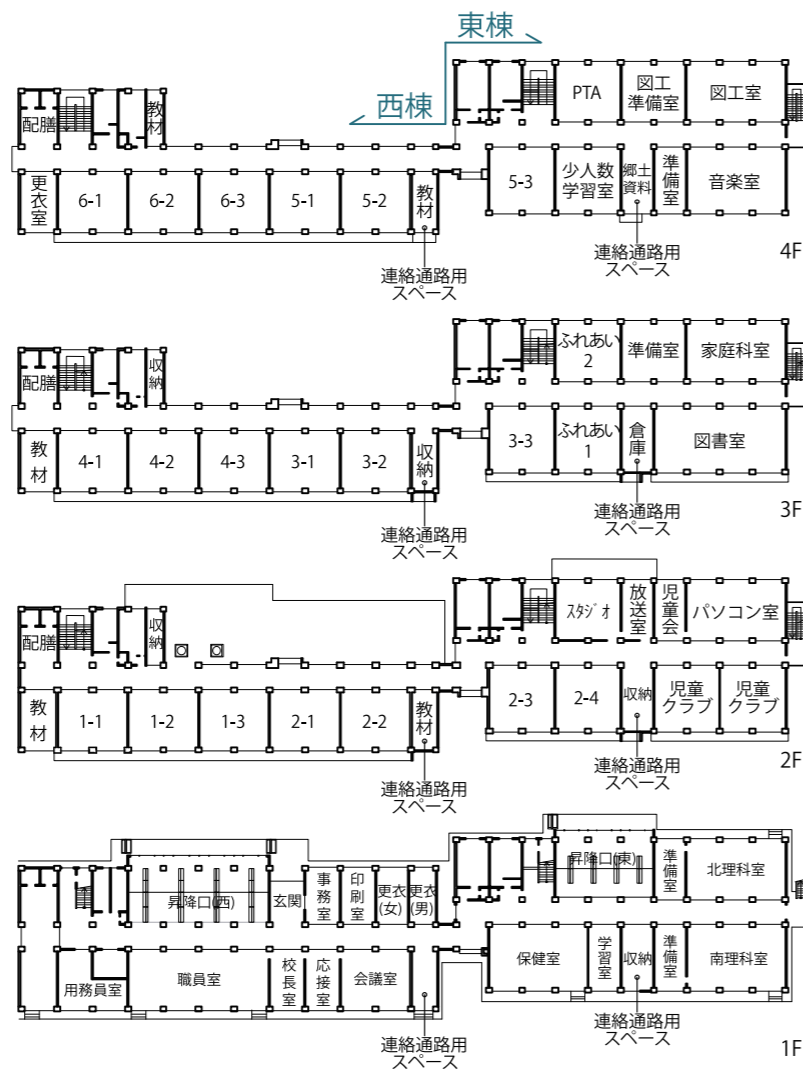 東棟
西棟
配膳
教材
PTA
図工
準備室
図工室
更衣室
6-1
6-2
6-3
5-1
5-2
教材
5-3
少人数
学習室
郷土
資料
準備室
音楽室
連絡通路用
スペース
連絡通路用
スペース
4F
配膳
収納
ふれあい
2
準備室
家庭科室
教材
4-1
4-2
4-3
3-1
3-2
収納
3-3
ふれあい
1
倉庫
図書室
連絡通路用
スペース
連絡通路用
スペース
3F
配膳
収納
スタジオ
放送室
児童会
パソコン室
教材
1-1
1-2
1-3
2-1
2-2
教材
2-3
2-4
収納
児童
クラブ
児童
クラブ
連絡通路用
スペース
連絡通路用
スペース
2F
昇降口(西)
玄関
事務室
印刷室
更衣
(女)
更衣
(男)
昇降口(東)
準備室
北理科室
用務員室
職員室
校長室
応接室
会議室
保健室
学習室
収納
準備室
南理科室
連絡通路用
スペース
連絡通路用
スペース
1F